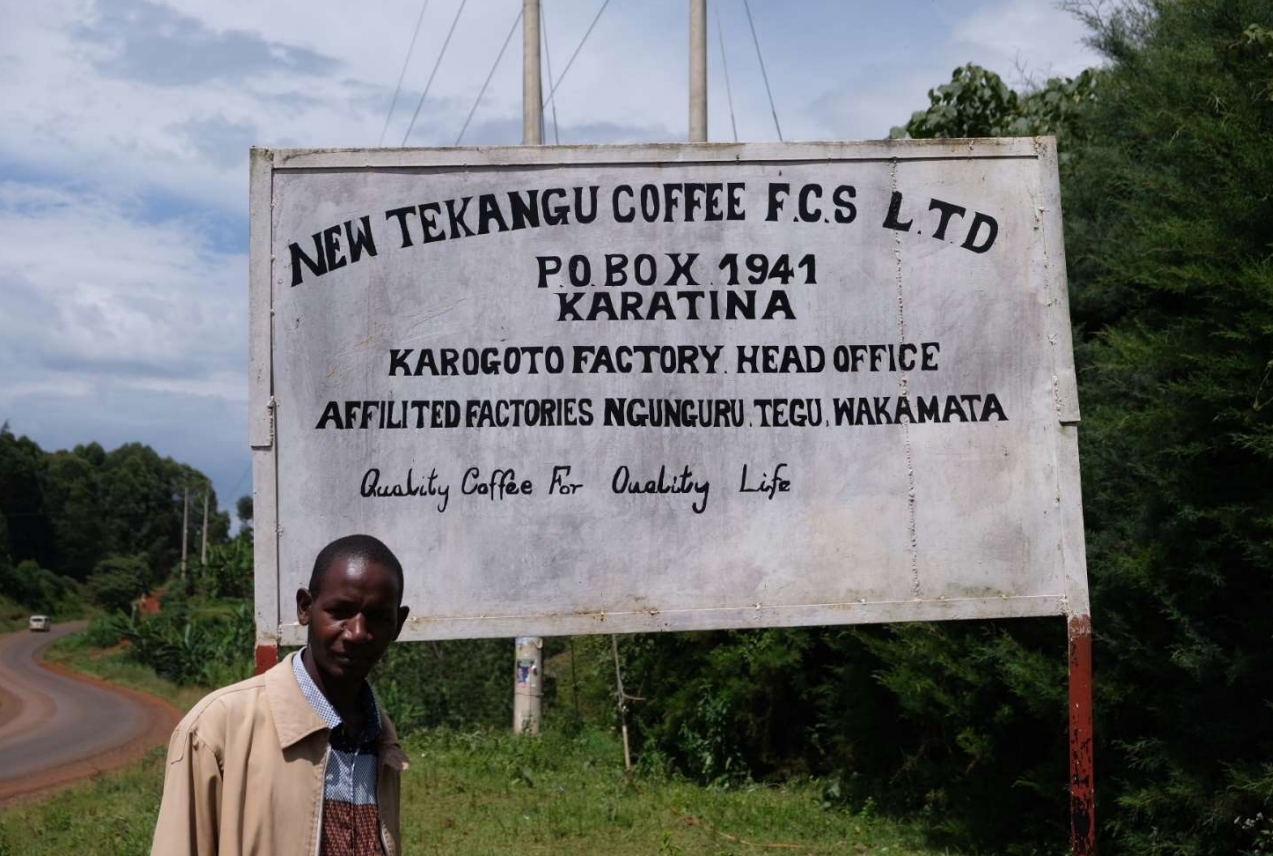 NEW TEKANGU COFFEE F.C.S L.T.D
P.O. BOX 1941
KARATINA
KAROGOTO FACTORY. HEAD OFFICE
AFFILITED FACTORIES NGUNGURU. TEGU. WAKAMATA
Quality Coffee For Quality Life